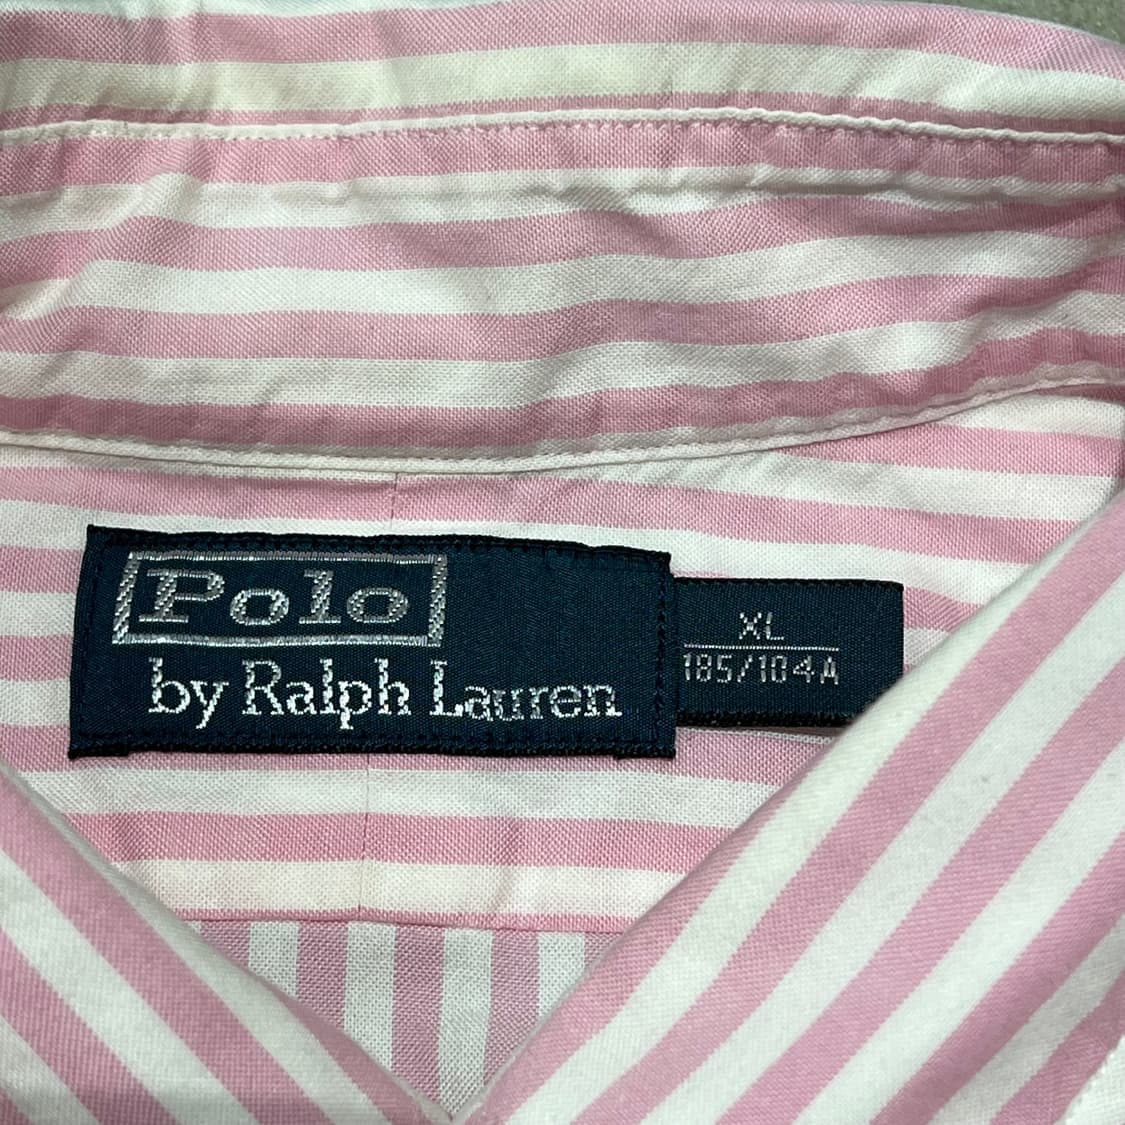 Polo
by Ralph Lauren
XL
185/104A